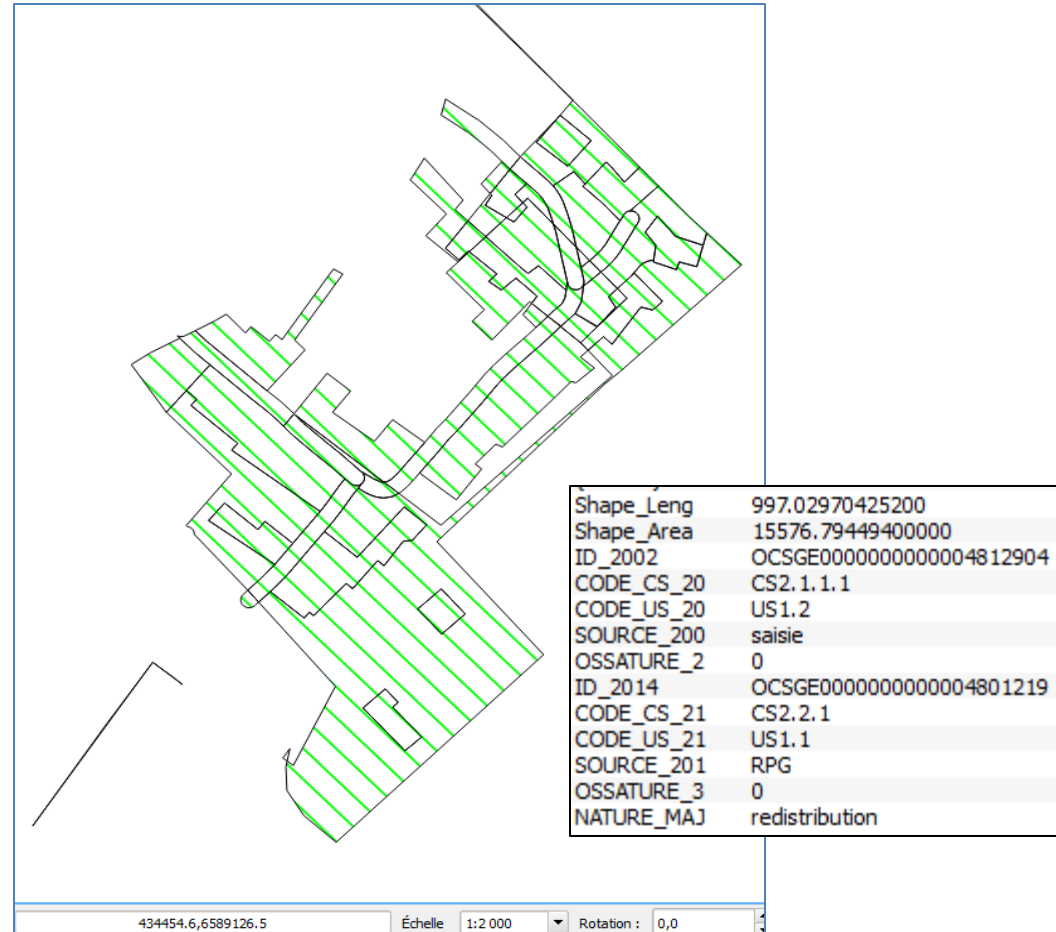 Shape_Leng 997.02970425200
Shape_Area 15576.79449400000
ID_2002 OCSGE0000000000004812904
CODE_CS_20 CS2.1.1.1
CODE_US_20 US1.2
SOURCE_200 saisie
OSSATURE_2 0
ID_2014 OCSGE0000000000004801219
CODE_CS_21 CS2.2.1
CODE_US_21 US1.1
SOURCE_201 RPG
OSSATURE_3 0
NATURE_MAJ redistribution
434454.6,6589126.5 Échelle 1:2 000 Rotation : 0,0